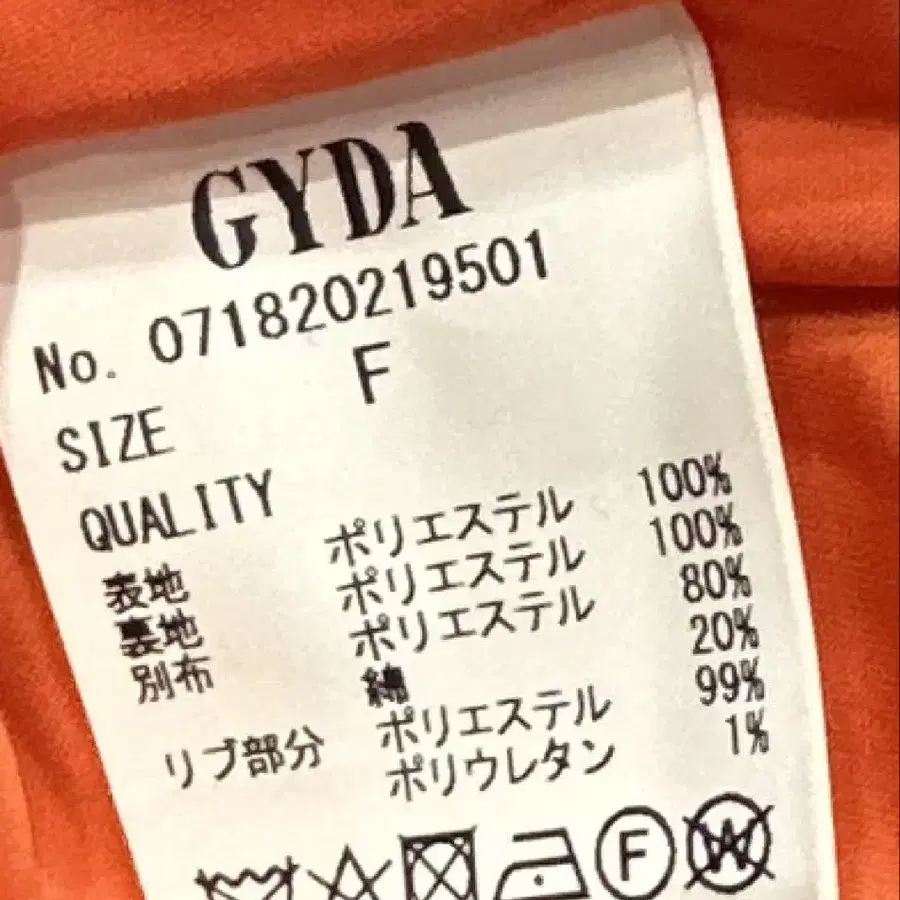 GYDA
No. 071820219501
SIZE F
QUALITY
表地 ポリエステル 100%
裏地 ポリエステル 100%
別布 ポリエステル 80%
綿 20%
リブ部分 ポリエステル 99%
ポリウレタン 1%
F W